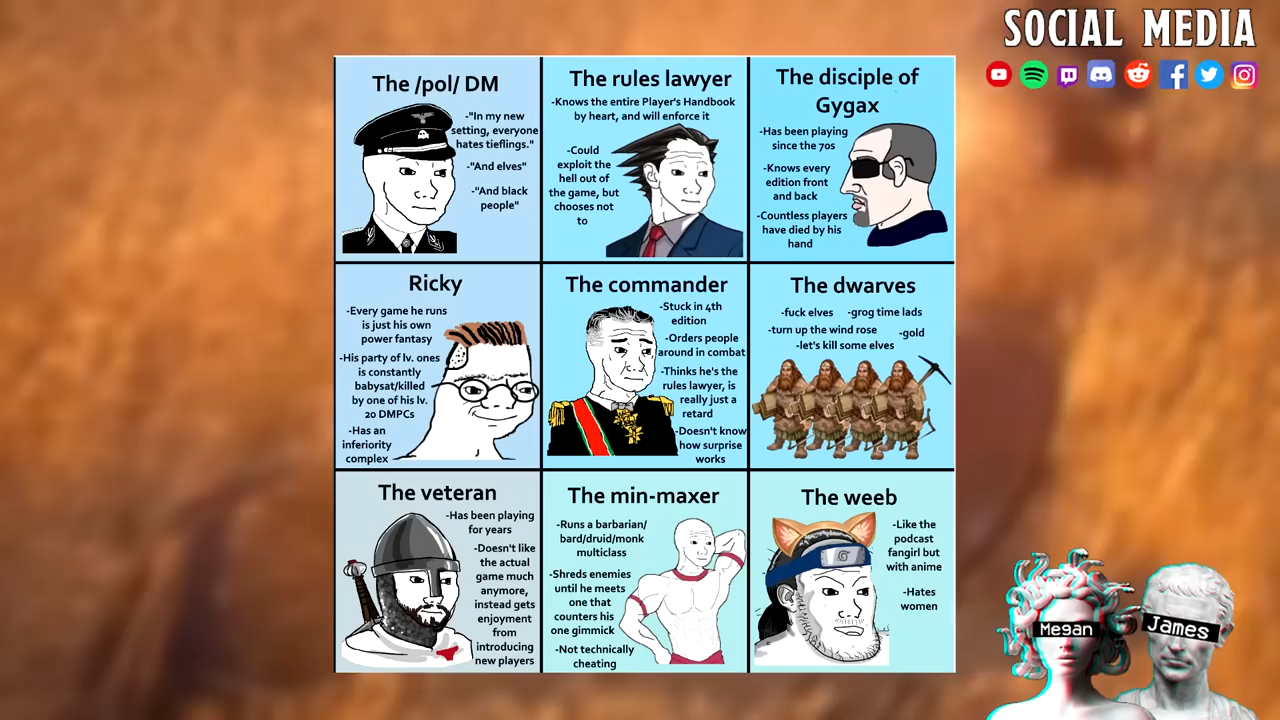 SOCIAL MEDIA
The /pol/ DM
-"In my new
setting, everyone
hates tieflings."
-"And elves"
-"And black
people"
The rules lawyer
-Knows the entire Player's Handbook
by heart, and will enforce it
-Could
exploit the
hell out of
the game, but
chooses not
to
The disciple of
Gygax
-Has been playing
since the 70s
-Knows every
edition front
and back
-Countless players
have died by his
hand
Ricky
-Every game he runs
is just his own
power fantasy
-His party of lv. ones
is constantly
babysat/killed
by one of his lv.
20 DMPCs
-Has an
inferiority
complex
The commander
-Stuck in 4th
edition
-Orders people
around in combat
-Thinks he's the
rules lawyer, is
really just a
retard
-Doesn't know
how surprise
works
The dwarves
-fuck elves -grog time lads
-turn up the wind rose -gold
-let's kill some elves
The veteran
-Has been playing
for years
-Doesn't like
the actual
game much
anymore,
instead gets
enjoyment
from
introducing
new players
The min-maxer
-Runs a barbarian/
bard/druid/monk
multiclass
-Shreds enemies
until he meets
one that
counters his
one gimmick
-Not technically
cheating
The weeb
-Like the
podcast
fangirl but
with anime
-Hates
women
Megan
James